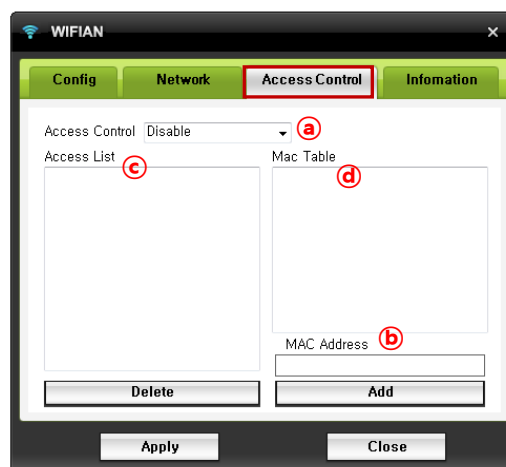 WIFIAN ×
Config Network Access Control Infomation
Access Control Disable ⓐ
Access List ⓒ
Mac Table ⓓ
MAC Address ⓑ
Delete Add
Apply Close